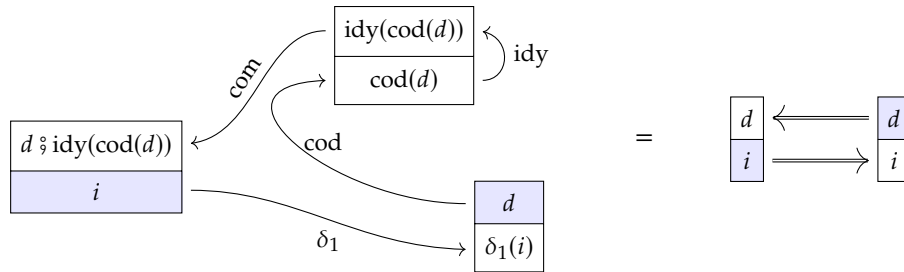 idy(cod(d))
cod(d)
idy
com
d ⨟ idy(cod(d))
i
cod
δ₁
d
δ₁(i)
=
d
i
d
i